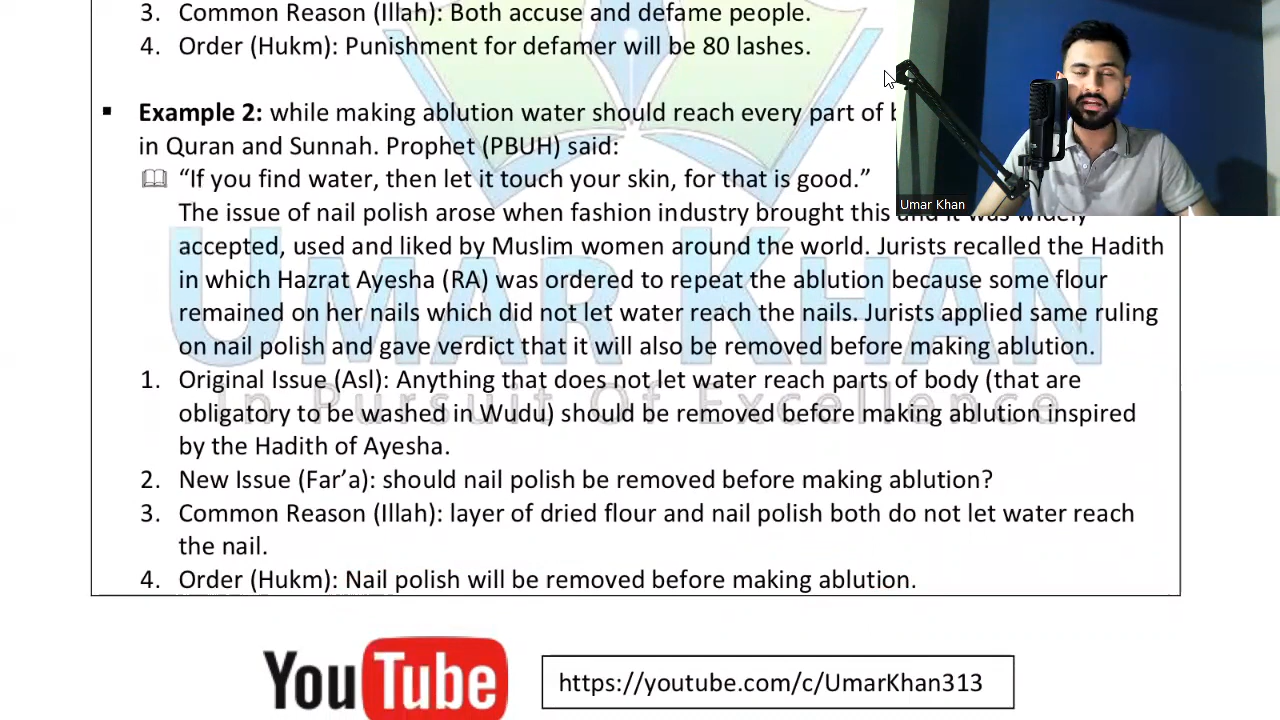 3. Common Reason (Illah): Both accuse and defame people.
4. Order (Hukm): Punishment for defamer will be 80 lashes.
▪ Example 2: while making ablution water should reach every part of
in Quran and Sunnah. Prophet (PBUH) said:
“If you find water, then let it touch your skin, for that is good.”
The issue of nail polish arose when fashion industry brought this and it was widely
accepted, used and liked by Muslim women around the world. Jurists recalled the Hadith
in which Hazrat Ayesha (RA) was ordered to repeat the ablution because some flour
remained on her nails which did not let water reach the nails. Jurists applied same ruling
on nail polish and gave verdict that it will also be removed before making ablution.
1. Original Issue (Asl): Anything that does not let water reach parts of body (that are
obligatory to be washed in Wudu) should be removed before making ablution inspired
by the Hadith of Ayesha.
2. New Issue (Far’a): should nail polish be removed before making ablution?
3. Common Reason (Illah): layer of dried flour and nail polish both do not let water reach
the nail.
4. Order (Hukm): Nail polish will be removed before making ablution.
UMAR KHAN
In Pursuit Of Excellence
Umar Khan
YouTube
https://youtube.com/c/UmarKhan313